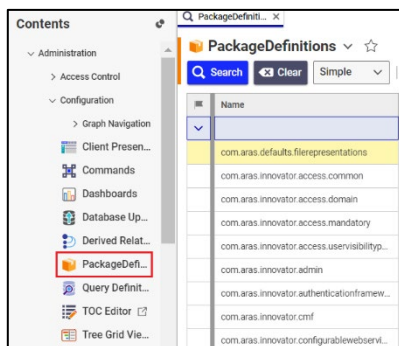 Contents
Administration
Access Control
Configuration
Graph Navigation
Client Presen...
Commands
Dashboards
Database Up...
Derived Relat...
PackageDefi...
Query Definit...
TOC Editor
Tree Grid Vie...
PackageDefiniti... ×
PackageDefinitions
Search
Clear
Simple
Name
com.aras.defaults.filerepresentations
com.aras.innovator.access.common
com.aras.innovator.access.domain
com.aras.innovator.access.mandatory
com.aras.innovator.access.uservisibilityp...
com.aras.innovator.admin
com.aras.innovator.authenticationframew...
com.aras.innovator.cmf
com.aras.innovator.configurablewebservi...